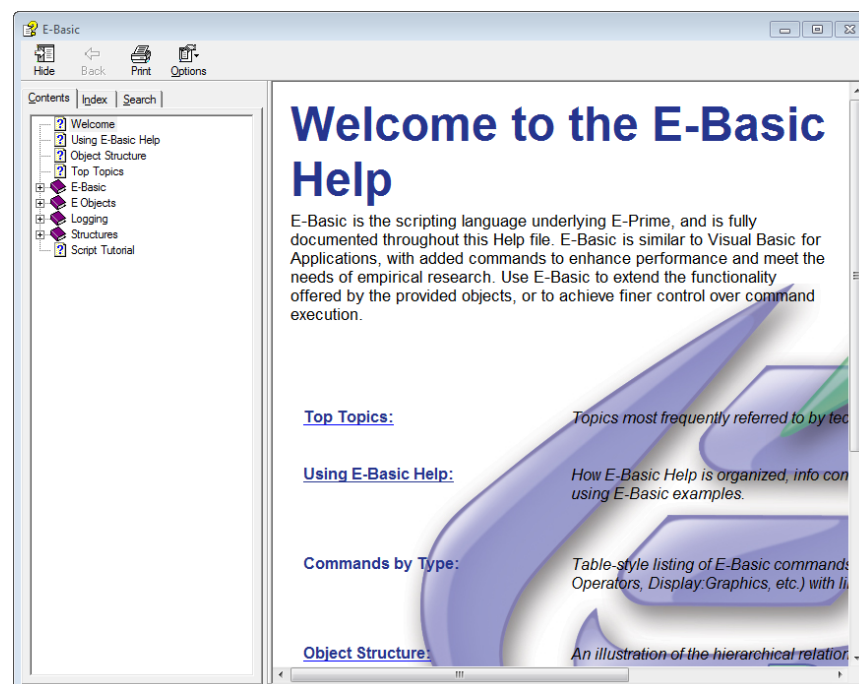 E-Basic
Hide Back Print Options
Contents Index Search
Welcome
Using E-Basic Help
Object Structure
Top Topics
E-Basic
E Objects
Logging
Structures
Script Tutorial
Welcome to the E-Basic
Help
E-Basic is the scripting language underlying E-Prime, and is fully
documented throughout this Help file. E-Basic is similar to Visual Basic for
Applications, with added commands to enhance performance and meet the
needs of empirical research. Use E-Basic to extend the functionality
offered by the provided objects, or to achieve finer control over command
execution.
Top Topics: Topics most frequently referred to by tec
Using E-Basic Help: How E-Basic Help is organized, info con
using E-Basic examples.
Commands by Type: Table-style listing of E-Basic commands
Operators, Display:Graphics, etc.) with li
Object Structure: An illustration of the hierarchical relation